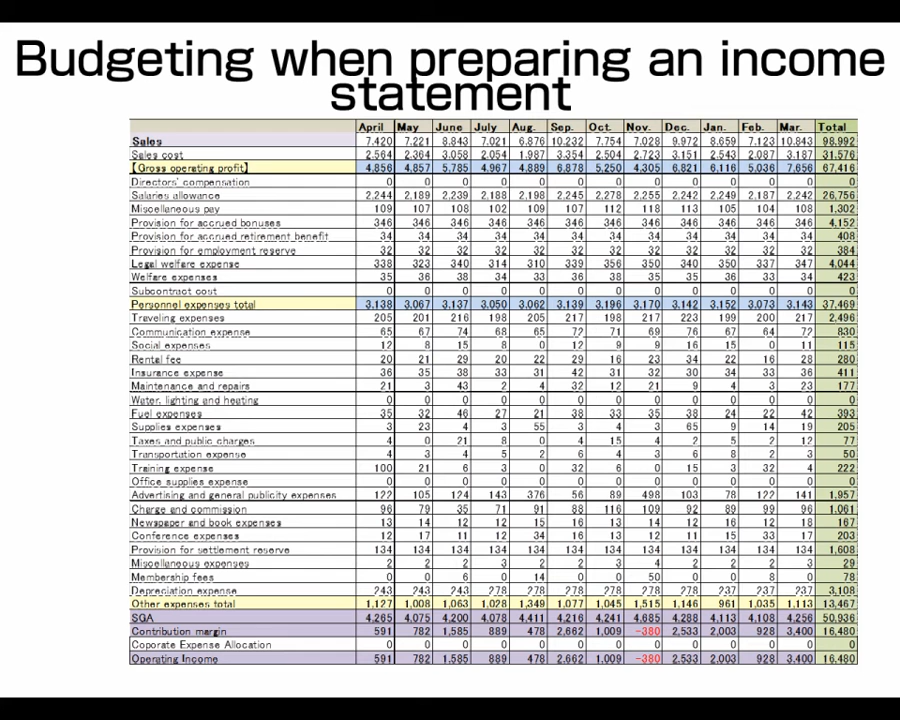 Budgeting when preparing an income
statement
April May June July Aug. Sep. Oct. Nov. Dec. Jan. Feb. Mar. Total
Sales 7,420 7,221 8,843 7,021 6,876 10,232 7,754 7,028 9,972 8,659 7,123 10,843 98,992
Sales cost 2,564 2,364 3,058 2,054 1,987 3,354 2,504 2,723 3,151 2,543 2,087 3,187 31,576
【Gross operating profit】 4,856 4,857 5,785 4,967 4,889 6,878 5,250 4,305 6,821 6,116 5,036 7,656 67,416
Directors' compensation 0 0 0 0 0 0 0 0 0 0 0 0 0
Salaries allowance 2,244 2,189 2,239 2,188 2,198 2,245 2,278 2,255 2,242 2,249 2,187 2,242 26,756
Miscellaneous pay 109 107 108 102 109 107 112 118 113 105 104 108 1,302
Provision for accrued bonuses 346 346 346 346 346 346 346 346 346 346 346 346 4,152
Provision for accrued retirement benefit 34 34 34 34 34 34 34 34 34 34 34 34 408
Provision for employment reserve 32 32 32 32 32 32 32 32 32 32 32 32 384
Legal welfare expense 338 323 340 314 310 339 356 350 340 350 337 347 4,044
Welfare expenses 35 36 38 34 33 36 38 35 35 36 33 34 423
Subcontract cost 0 0 0 0 0 0 0 0 0 0 0 0 0
Personnel expenses total 3,138 3,067 3,137 3,050 3,062 3,139 3,196 3,170 3,142 3,152 3,073 3,143 37,469
Traveling expenses 205 201 216 198 205 217 198 217 223 199 200 217 2,496
Communication expense 65 67 74 68 65 72 71 69 76 67 64 72 830
Social expenses 12 8 15 8 0 12 9 9 16 15 0 11 115
Rental fee 20 21 29 20 22 29 16 23 34 22 16 28 280
Insurance expense 36 35 38 33 31 42 31 32 30 34 33 36 411
Maintenance and repairs 21 3 43 2 4 32 12 21 9 4 3 23 177
Water, lighting and heating 0 0 0 0 0 0 0 0 0 0 0 0 0
Fuel expenses 35 32 46 27 21 38 33 35 38 24 22 42 393
Supplies expenses 3 23 4 3 55 3 4 3 65 9 14 19 205
Taxes and public charges 4 0 21 8 0 4 15 4 2 5 2 12 77
Transportation expense 4 3 4 5 2 6 4 3 6 8 2 3 50
Training expense 100 21 6 3 0 32 6 0 15 3 32 4 222
Office supplies expense 0 0 0 0 0 0 0 0 0 0 0 0 0
Advertising and general publicity expenses 122 105 124 143 376 56 89 498 103 78 122 141 1,957
Charge and commission 96 79 35 71 91 88 116 109 92 89 99 96 1,061
Newspaper and book expenses 13 14 12 12 15 16 13 14 12 16 12 18 167
Conference expenses 12 17 11 12 34 16 13 12 11 15 33 17 203
Provision for settlement reserve 134 134 134 134 134 134 134 134 134 134 134 134 1,608
Miscellaneous expenses 2 2 2 2 2 2 3 4 2 2 2 3 29
Membership fees 0 0 6 0 14 0 0 50 0 0 8 0 78
Depreciation expense 243 243 243 278 278 278 278 278 278 237 237 237 3,108
Other expenses total 1,127 1,008 1,063 1,028 1,349 1,077 1,045 1,515 1,146 961 1,035 1,113 13,467
SGA 4,265 4,075 4,200 4,078 4,411 4,216 4,241 4,685 4,288 4,113 4,108 4,256 50,936
Contribution margin 591 782 1,585 889 478 2,662 1,009 -380 2,533 2,003 928 3,400 16,480
Coporate Expense Allocation 0 0 0 0 0 0 0 0 0 0 0 0 0
Operating Income 591 782 1,585 889 478 2,662 1,009 -380 2,533 2,003 928 3,400 16,480